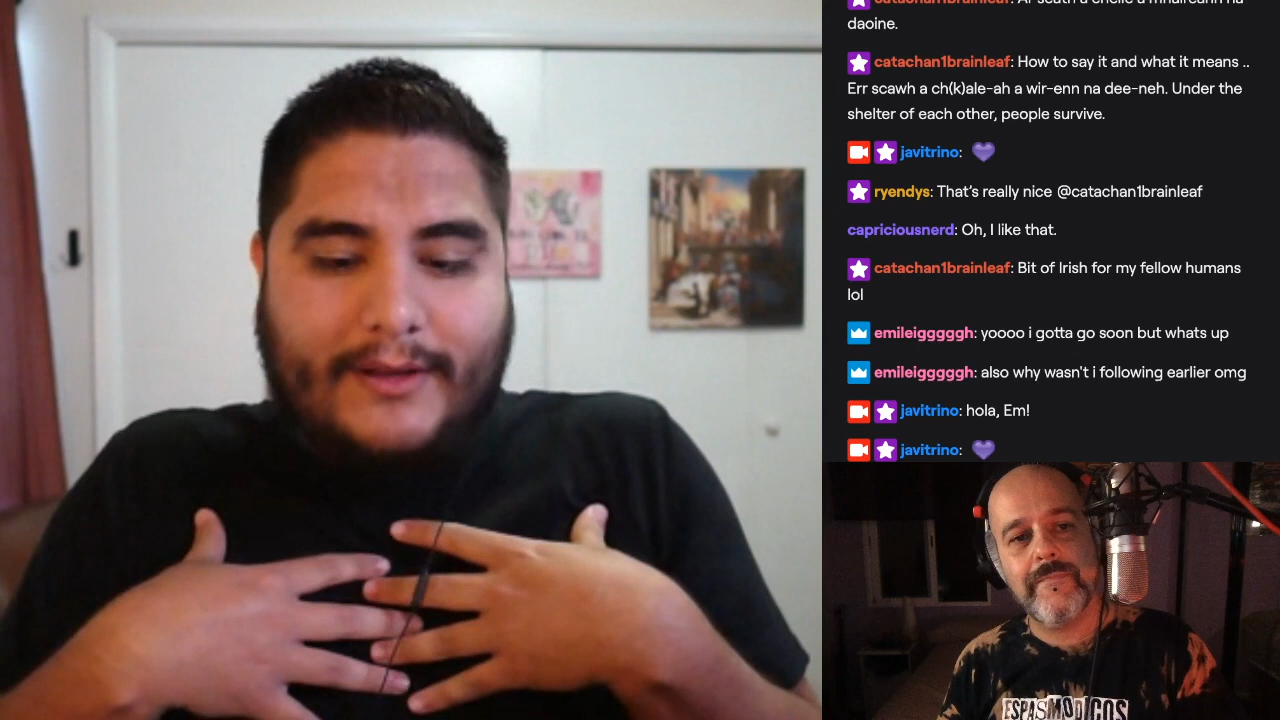 daoine.
catachan1brainleaf: How to say it and what it means ..
Err scawh a ch(k)ale-ah a wir-enn na dee-neh. Under the
shelter of each other, people survive.
javitrino: 💜
ryendys: That's really nice @catachan1brainleaf
capriciousnerd: Oh, I like that.
catachan1brainleaf: Bit of Irish for my fellow humans
lol
emileigggggh: yoooo i gotta go soon but whats up
emileigggggh: also why wasn't i following earlier omg
javitrino: hola, Em!
javitrino: 💜
ESPASMODICOS